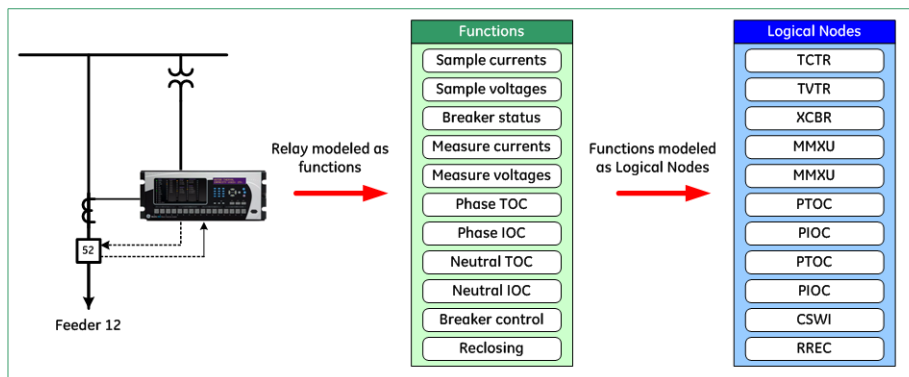 Functions
Logical Nodes
Sample currents
TCTR
Sample voltages
TVTR
Breaker status
XCBR
Relay modeled as
functions
Measure currents
Functions modeled
as Logical Nodes
MMXU
Measure voltages
MMXU
Phase TOC
PTOC
Phase IOC
PIOC
52
Neutral TOC
PTOC
Neutral IOC
PIOC
Feeder 12
Breaker control
CSWI
Reclosing
RREC